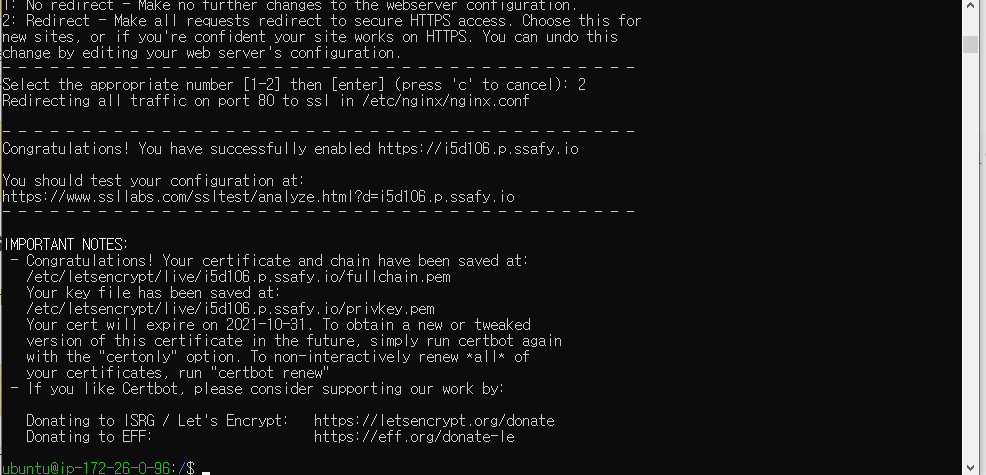 1: No redirect - Make no further changes to the webserver configuration.
2: Redirect - Make all requests redirect to secure HTTPS access. Choose this for
new sites, or if you're confident your site works on HTTPS. You can undo this
change by editing your web server's configuration.
- - - - - - - - - - - - - - - - - - - - - - - - - - - - - - - - - - - - - - - -
Select the appropriate number [1-2] then [enter] (press 'c' to cancel): 2
Redirecting all traffic on port 80 to ssl in /etc/nginx/nginx.conf
- - - - - - - - - - - - - - - - - - - - - - - - - - - - - - - - - - - - - - - -
Congratulations! You have successfully enabled https://i5d106.p.ssafy.io
You should test your configuration at:
https://www.ssllabs.com/ssltest/analyze.html?d=i5d106.p.ssafy.io
- - - - - - - - - - - - - - - - - - - - - - - - - - - - - - - - - - - - - - - -
IMPORTANT NOTES:
- Congratulations! Your certificate and chain have been saved at:
/etc/letsencrypt/live/i5d106.p.ssafy.io/fullchain.pem
Your key file has been saved at:
/etc/letsencrypt/live/i5d106.p.ssafy.io/privkey.pem
Your cert will expire on 2021-10-31. To obtain a new or tweaked
version of this certificate in the future, simply run certbot again
with the "certonly" option. To non-interactively renew *all* of
your certificates, run "certbot renew"
- If you like Certbot, please consider supporting our work by:
Donating to ISRG / Let's Encrypt: https://letsencrypt.org/donate
Donating to EFF: https://eff.org/donate-le
ubuntu@ip-172-26-0-96:/$